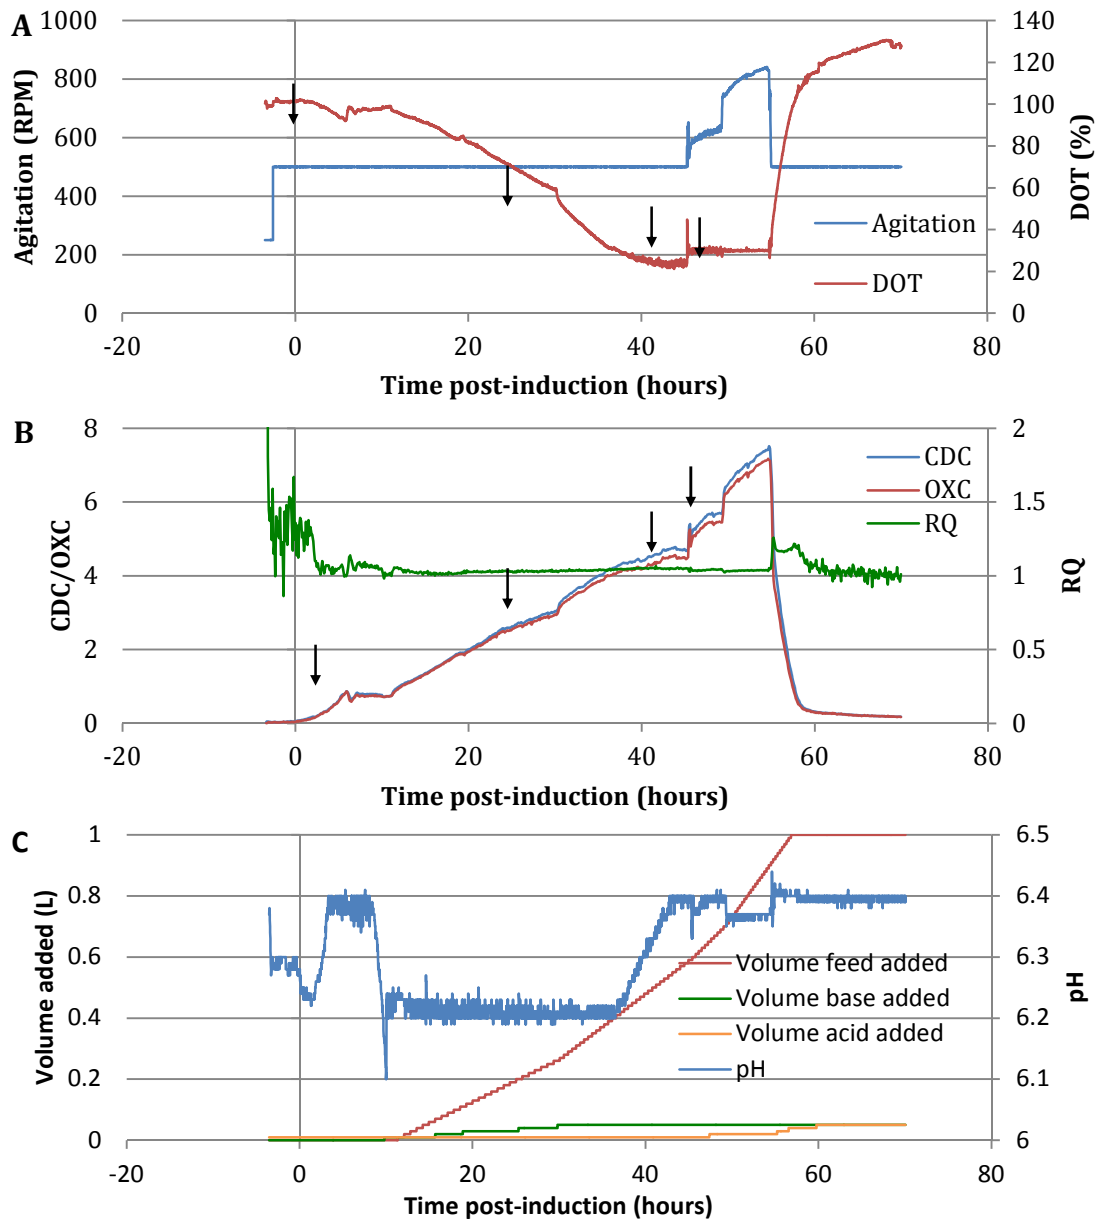 A
1000
800
600
400
200
0
Agitation (RPM)
140
120
100
80
60
40
20
0
DOT (%)
Agitation
DOT
-20
0
20
40
60
80
Time post-induction (hours)
B
8
6
4
2
0
CDC/OXC
2
1.5
1
0.5
0
RQ
CDC
OXC
RQ
-20
0
20
40
60
80
Time post-induction (hours)
C
1
0.8
0.6
0.4
0.2
0
Volume added (L)
6.5
6.4
6.3
6.2
6.1
6
pH
Volume feed added
Volume base added
Volume acid added
pH
-20
0
20
40
60
80
Time post-induction (hours)